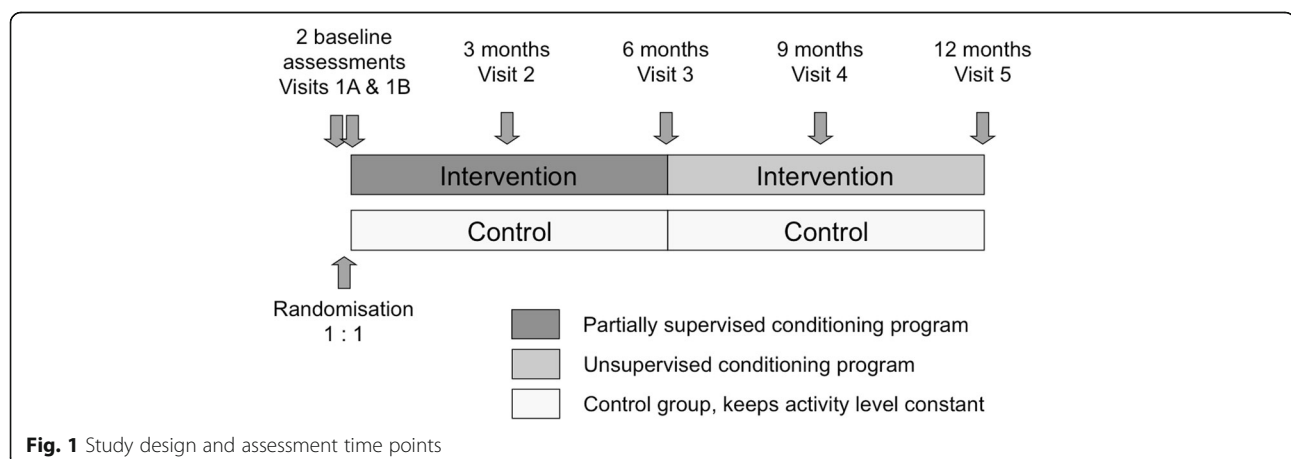 2 baseline
assessments
Visits 1A & 1B
3 months
Visit 2
6 months
Visit 3
9 months
Visit 4
12 months
Visit 5
Intervention
Intervention
Control
Control
Randomisation
1 : 1
Partially supervised conditioning program
Unsupervised conditioning program
Control group, keeps activity level constant
Fig. 1 Study design and assessment time points